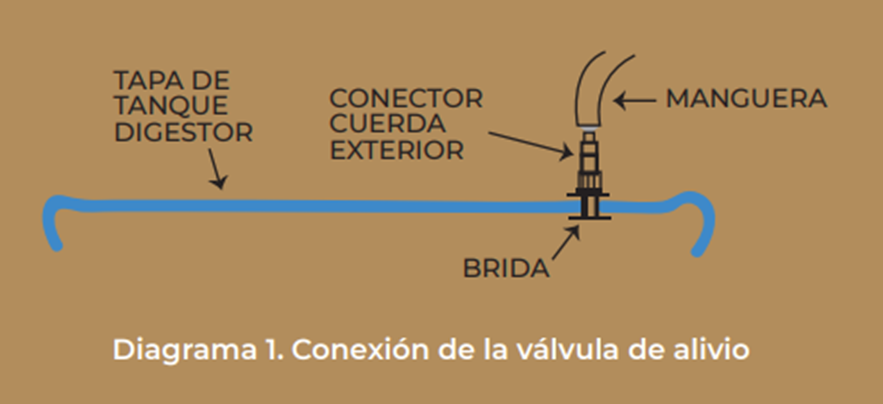 TAPA DE
TANQUE
DIGESTOR
CONECTOR
CUERDA
EXTERIOR
MANGUERA
BRIDA
Diagrama 1. Conexión de la válvula de alivio